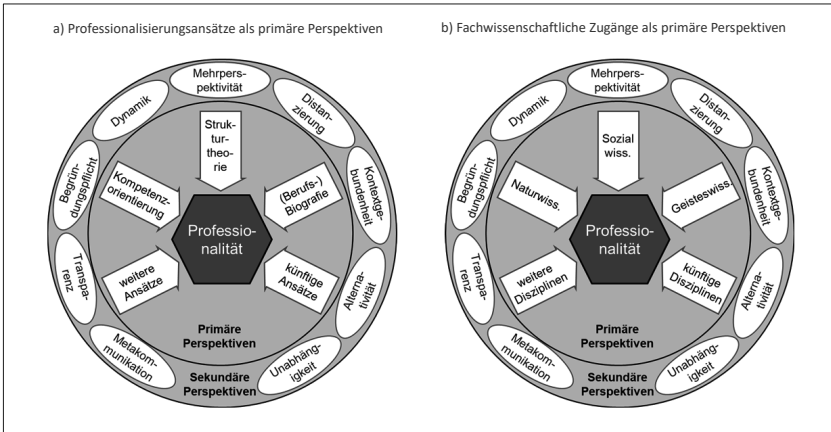 a) Professionalisierungsansätze als primäre Perspektiven
Mehrpers-
pektivität
Distan-
zierung
Kontextge-
bundenheit
Alterna-
tivität
Unabhäng-
igkeit
Sekundäre
Perspektiven
Metakom-
munikation
Transpa-
renz
Begrün-
dungspflicht
Dynamik
Struk-
tur-
theo-
rie
(Berufs-)
Biografie
künftige
Ansätze
Primäre
Perspektiven
weitere
Ansätze
Kompetenz-
orientierung
Professio-
nalität
b) Fachwissenschaftliche Zugänge als primäre Perspektiven
Mehrpers-
pektivität
Distan-
zierung
Kontextge-
bundenheit
Alterna-
tivität
Unabhäng-
igkeit
Sekundäre
Perspektiven
Metakom-
munikation
Transpa-
renz
Begrün-
dungspflicht
Dynamik
Sozial
wiss.
Geisteswiss.
künftige
Disziplinen
Primäre
Perspektiven
weitere
Disziplinen
Naturwiss.
Professio-
nalität